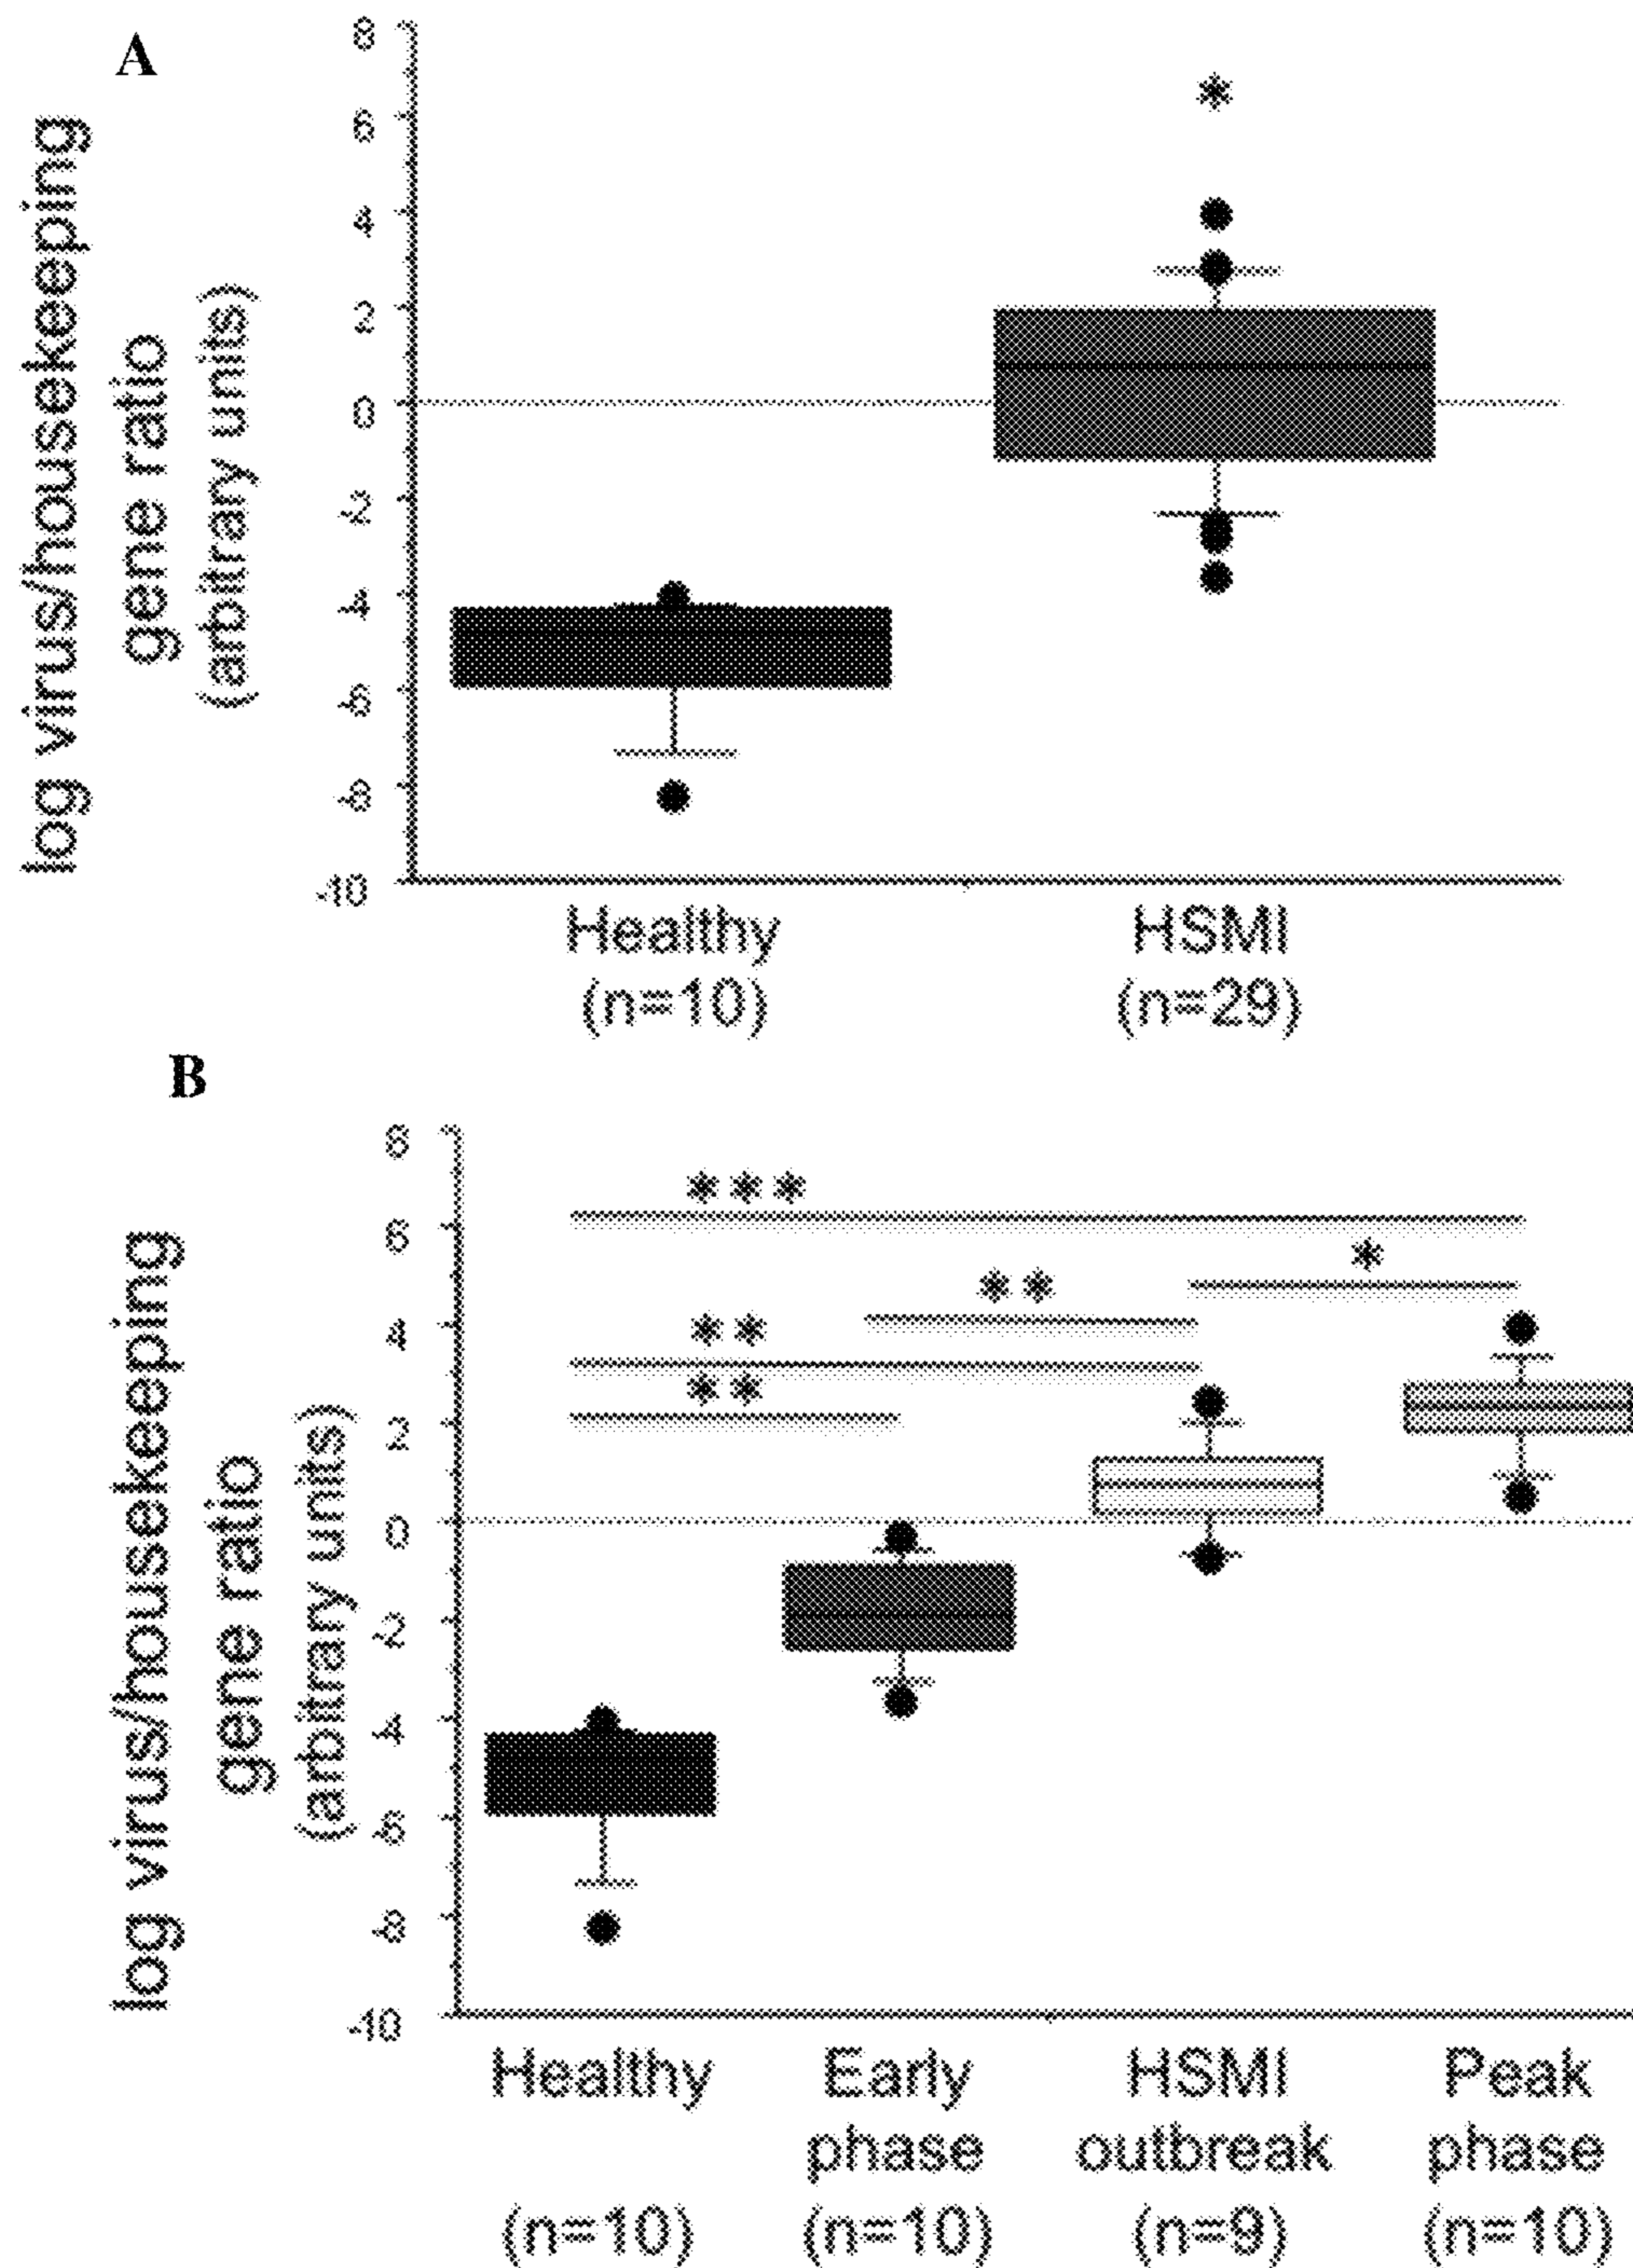 A
log virus/housekeeping
gene ratio
(arbitrary units)
8
6
4
2
0
-2
-4
-6
-8
-10
*
Healthy
(n=10)
HSMI
(n=29)
B
log virus/housekeeping
gene ratio
(arbitrary units)
8
6
4
2
0
-2
-4
-6
-8
-10
***
*
**
**
**
Healthy
(n=10)
Early
phase
(n=10)
HSMI
outbreak
(n=9)
Peak
phase
(n=10)